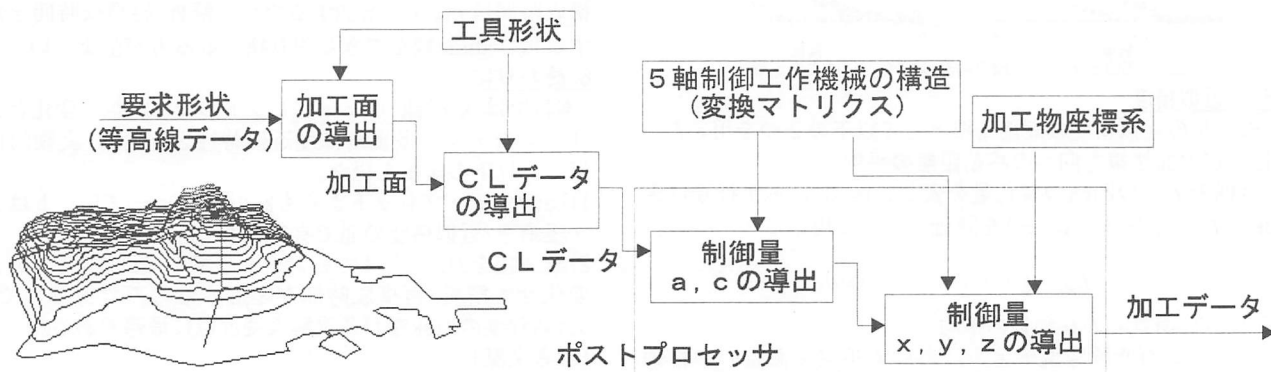 工具形状
要求形状
(等高線データ)
加工面
の導出
加工面
ＣＬデータ
の導出
ＣＬデータ
５軸制御工作機械の構造
(変換マトリクス)
加工物座標系
制御量
a, cの導出
制御量
x, y, zの導出
加工データ
ポストプロセッサ